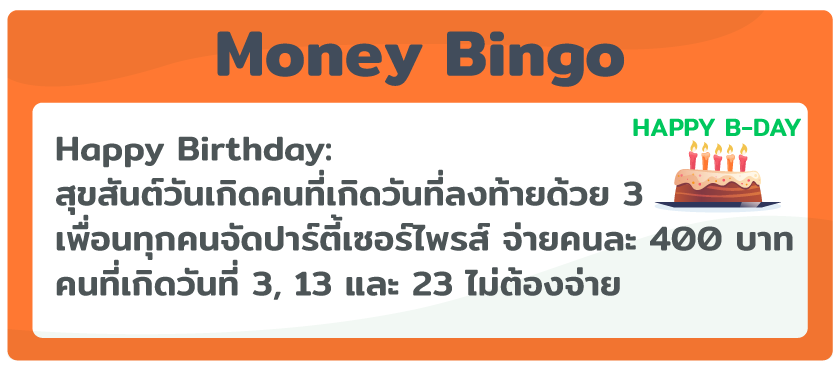 Money Bingo
HAPPY B-DAY
Happy Birthday:
สุขสันต์วันเกิดคนที่เกิดวันที่ลงท้ายด้วย 3
เพื่อนทุกคนจัดปาร์ตี้เซอร์ไพรส์ จ่ายคนละ 400 บาท
คนที่เกิดวันที่ 3, 13 และ 23 ไม่ต้องจ่าย